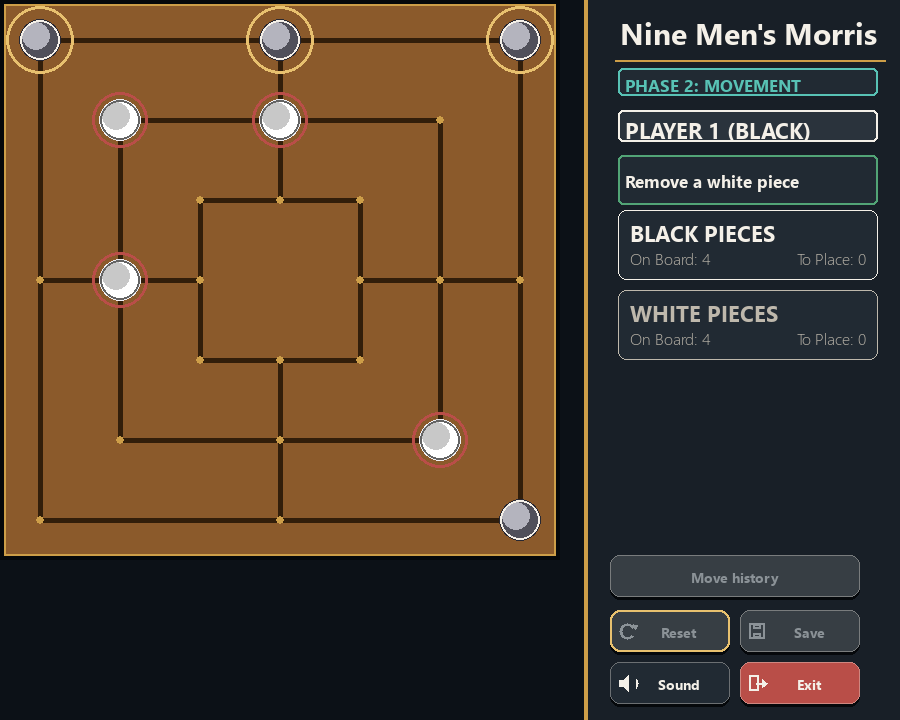 Nine Men's Morris
PHASE 2: MOVEMENT
PLAYER 1 (BLACK)
Remove a white piece
BLACK PIECES
On Board: 4 To Place: 0
WHITE PIECES
On Board: 4 To Place: 0
Move history
Reset Save
Sound Exit